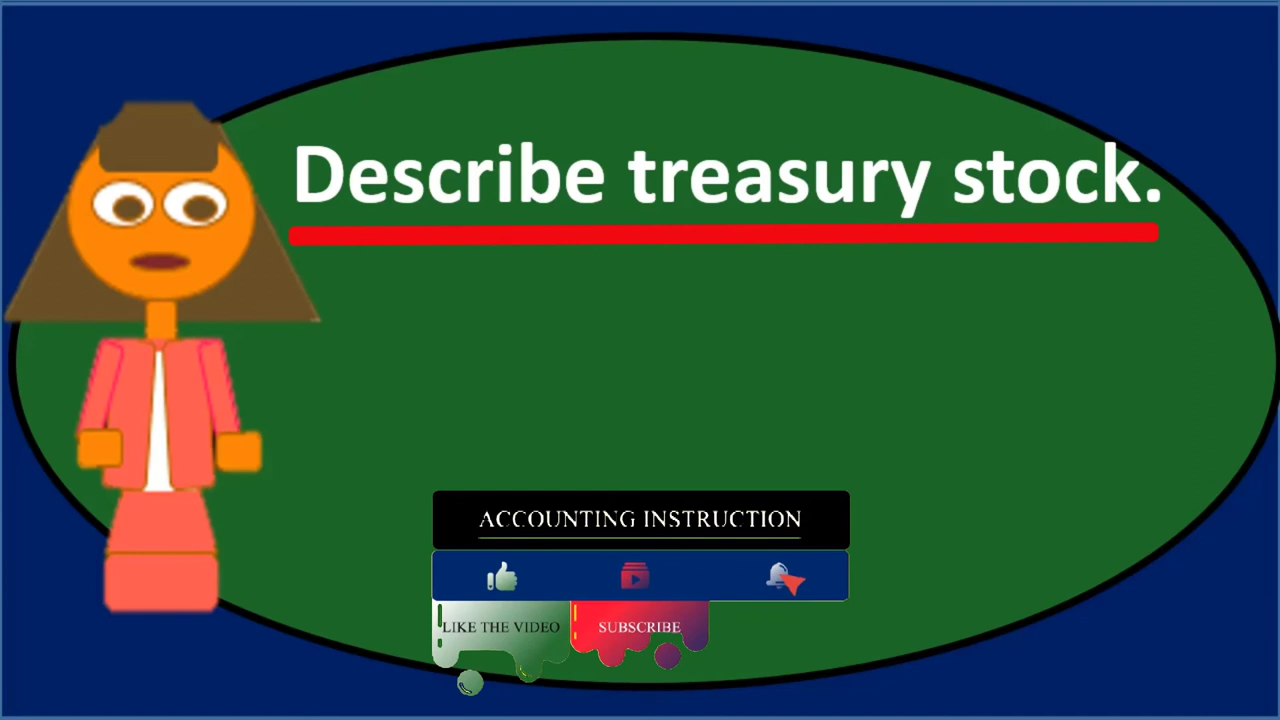 Describe treasury stock.
ACCOUNTING INSTRUCTION
LIKE THE VIDEO
SUBSCRIBE